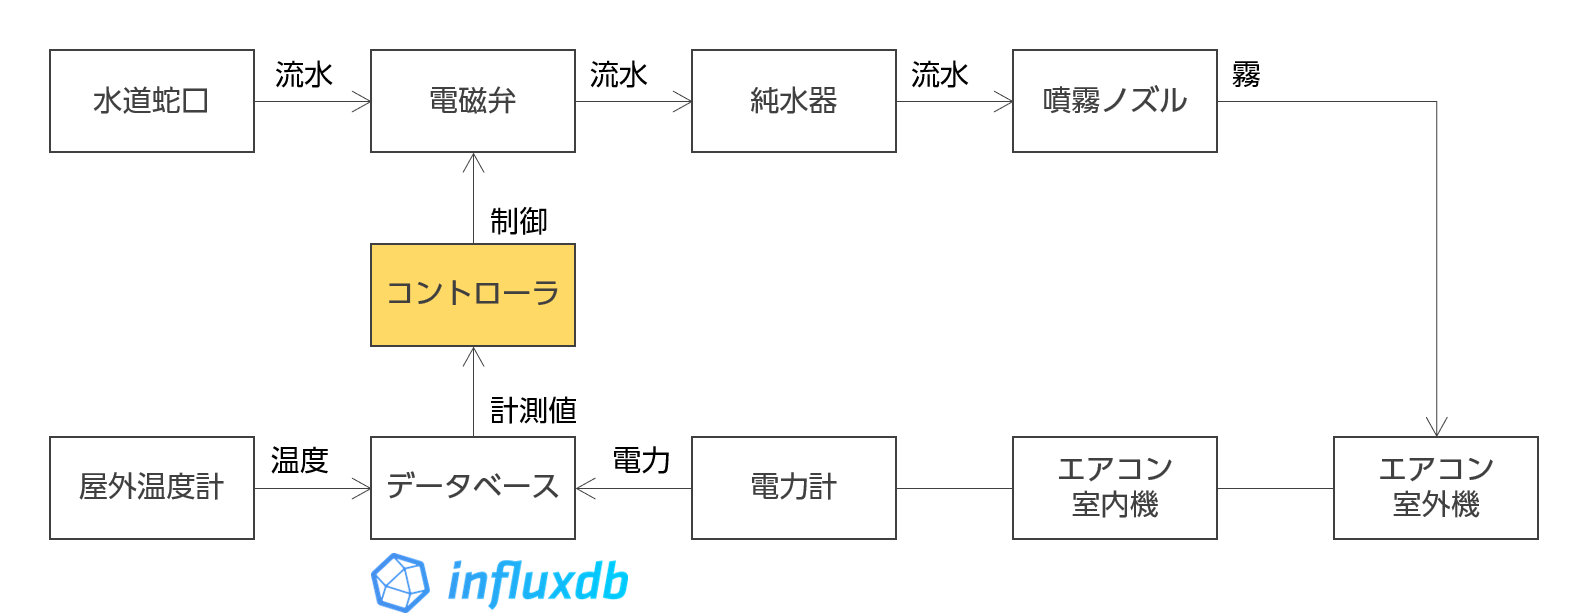 水道蛇口
流水
電磁弁
流水
純水器
流水
噴霧ノズル
霧
制御
コントローラ
計測値
屋外温度計
温度
データベース
電力
電力計
エアコン
室内機
エアコン
室外機
influxdb